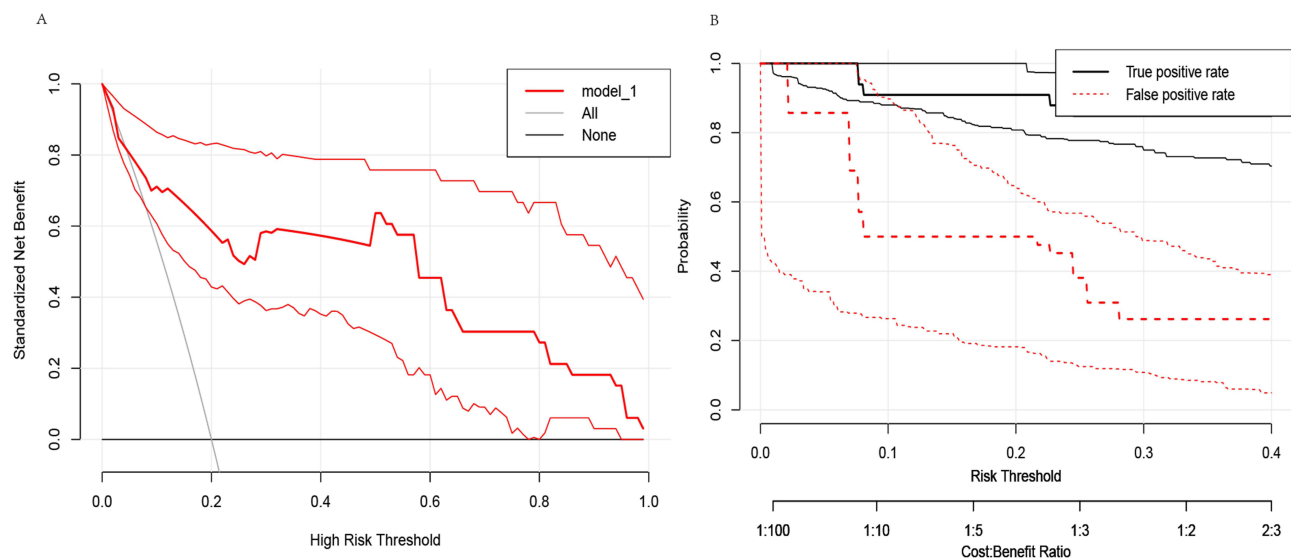 A
model_1
All
None
Standardized Net Benefit
0.0 0.2 0.4 0.6 0.8 1.0
0.0 0.2 0.4 0.6 0.8 1.0
High Risk Threshold
B
True positive rate
False positive rate
Probability
0.0 0.2 0.4 0.6 0.8 1.0
0.0 0.1 0.2 0.3 0.4
Risk Threshold
1:100 1:10 1:5 1:3 1:2 2:3
Cost:Benefit Ratio